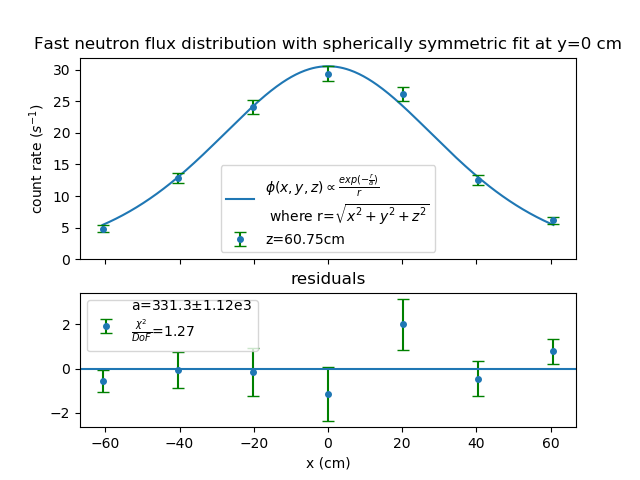 Fast neutron flux distribution with spherically symmetric fit at y=0 cm
30
25
20
15
10
5
0
count rate (s⁻¹)
ϕ(x, y, z) ∝ exp(−r/a)/r
where r=√x²+y²+z²
z=60.75cm
residuals
a=331.3±1.12e3
χ²/DoF=1.27
2
0
−2
−60 −40 −20 0 20 40 60
x (cm)